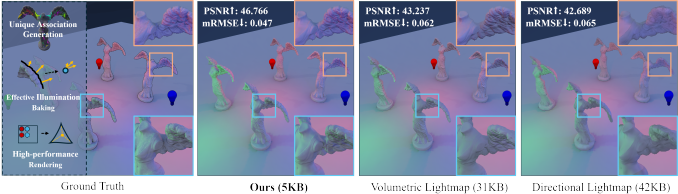 Unique Association
Generation
Effective Illumination
Baking
High-performance
Rendering
Ground Truth
PSNR↑: 46.766
mRMSE↓: 0.047
Ours (5KB)
PSNR↑: 43.237
mRMSE↓: 0.062
Volumetric Lightmap (31KB)
PSNR↑: 42.689
mRMSE↓: 0.065
Directional Lightmap (42KB)